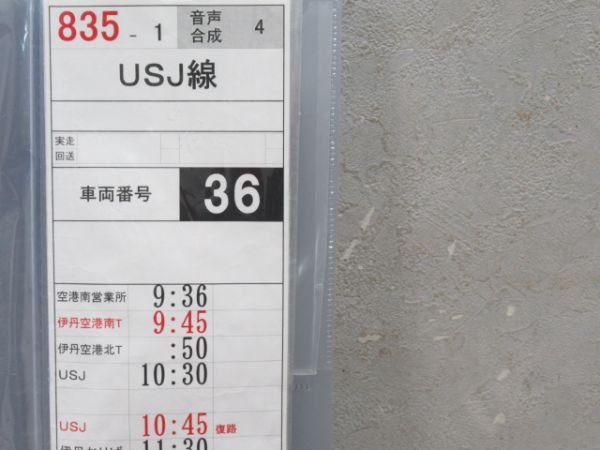 835 - 1 音声合成 4
USJ線
実走
回送
車両番号 36
空港南営業所 9:36
伊丹空港南T 9:45
伊丹空港北T :50
USJ 10:30
USJ 10:45 復路
11:30